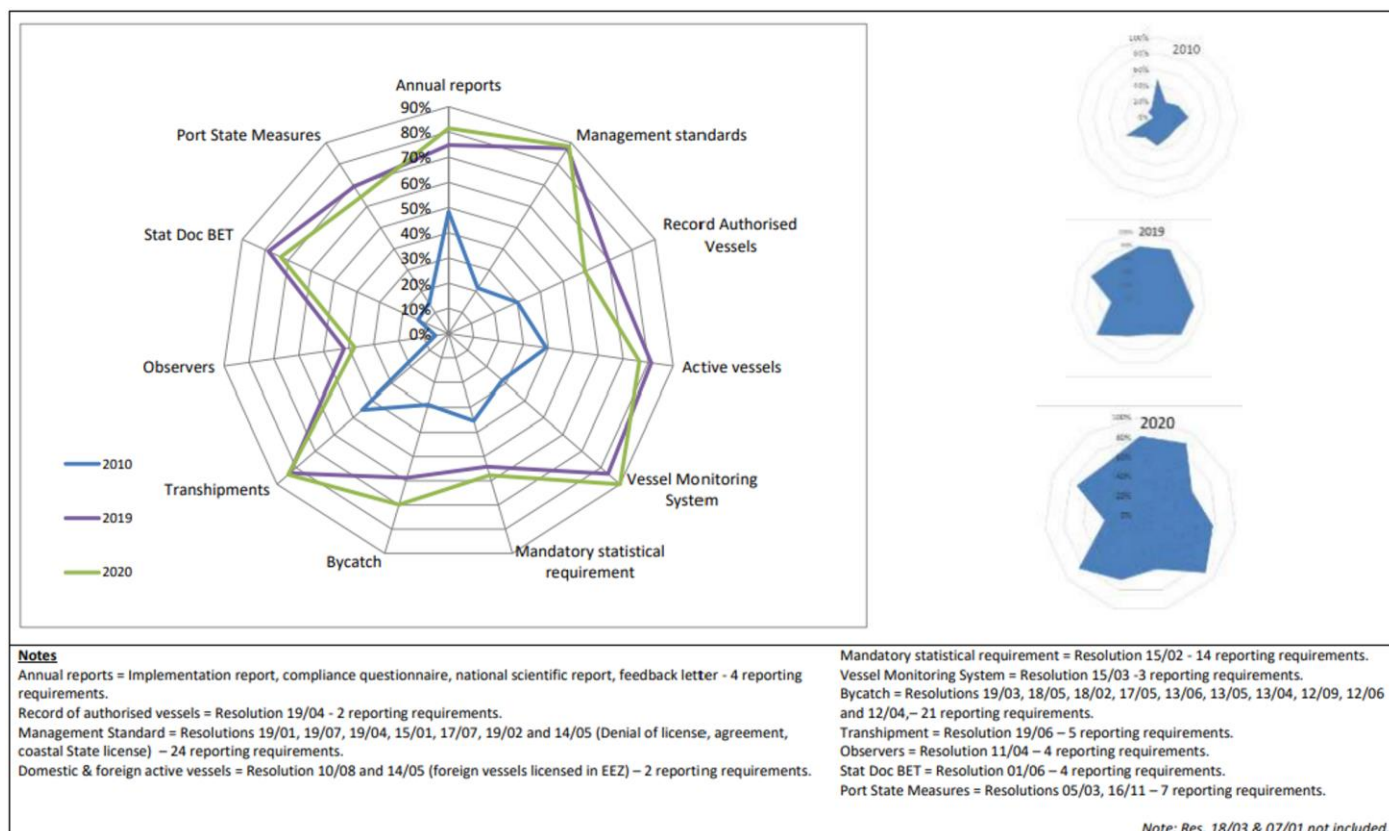 Annual reports
90%
80%
70%
60%
50%
40%
30%
20%
10%
0%
Management standards
Record Authorised
Vessels
Active vessels
Vessel Monitoring
System
Mandatory statistical
requirement
Bycatch
Transhipments
Observers
Stat Doc BET
Port State Measures
2010
2019
2020
100%
2010
80%
60%
40%
20%
0%
100%
2019
100%
2020
80%
60%
40%
20%
0%
Notes
Annual reports = Implementation report, compliance questionnaire, national scientific report, feedback letter - 4 reporting
requirements.
Record of authorised vessels = Resolution 19/04 - 2 reporting requirements.
Management Standard = Resolutions 19/01, 19/07, 19/04, 15/01, 17/07, 19/02 and 14/05 (Denial of license, agreement,
coastal State license) – 24 reporting requirements.
Domestic & foreign active vessels = Resolution 10/08 and 14/05 (foreign vessels licensed in EEZ) – 2 reporting requirements.
Mandatory statistical requirement = Resolution 15/02 - 14 reporting requirements.
Vessel Monitoring System = Resolution 15/03 -3 reporting requirements.
Bycatch = Resolutions 19/03, 18/05, 18/02, 17/05, 13/06, 13/05, 13/04, 12/09, 12/06
and 12/04,– 21 reporting requirements.
Transhipment = Resolution 19/06 – 5 reporting requirements.
Observers = Resolution 11/04 – 4 reporting requirements.
Stat Doc BET = Resolution 01/06 – 4 reporting requirements.
Port State Measures = Resolutions 05/03, 16/11 – 7 reporting requirements.
Note: Res. 18/03 & 07/01 not included